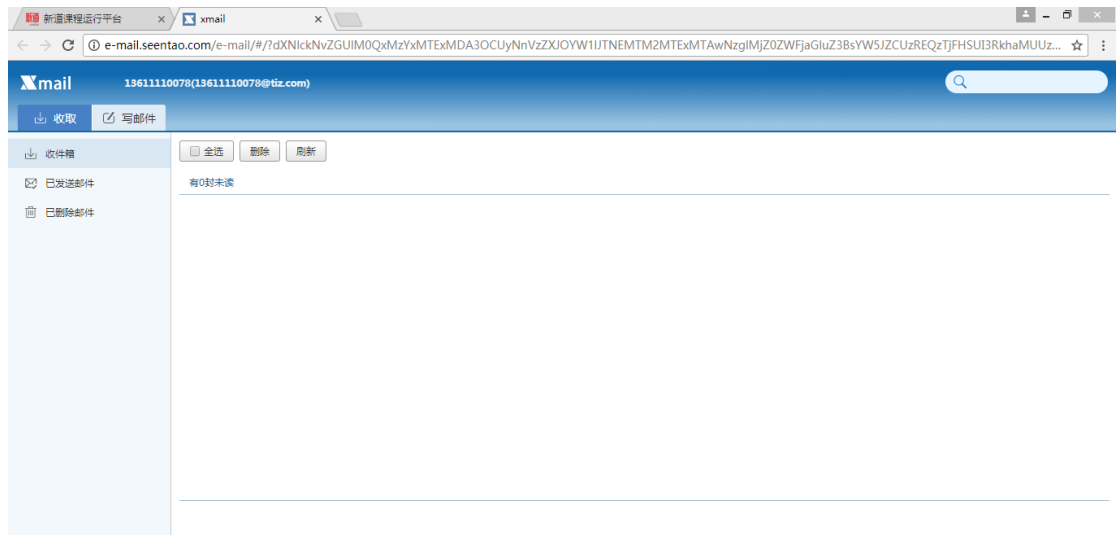 新道课程运行平台
xmail
e-mail.seentao.com/e-mail/#/?dXNlckNvZGUlM0QxMzYxMTExMDA3OCUyNnVzZXJOYW1lJTNEMTM2MTExMTAwNzglMjZ0ZWFjaGluZ3BsYW5JZCUzREQzTjFHSUI3RkhaMUUz...
Xmail
13611110078(13611110078@tiz.com)
收取
写邮件
收件箱
全选
删除
刷新
已发送邮件
有0封未读
已删除邮件